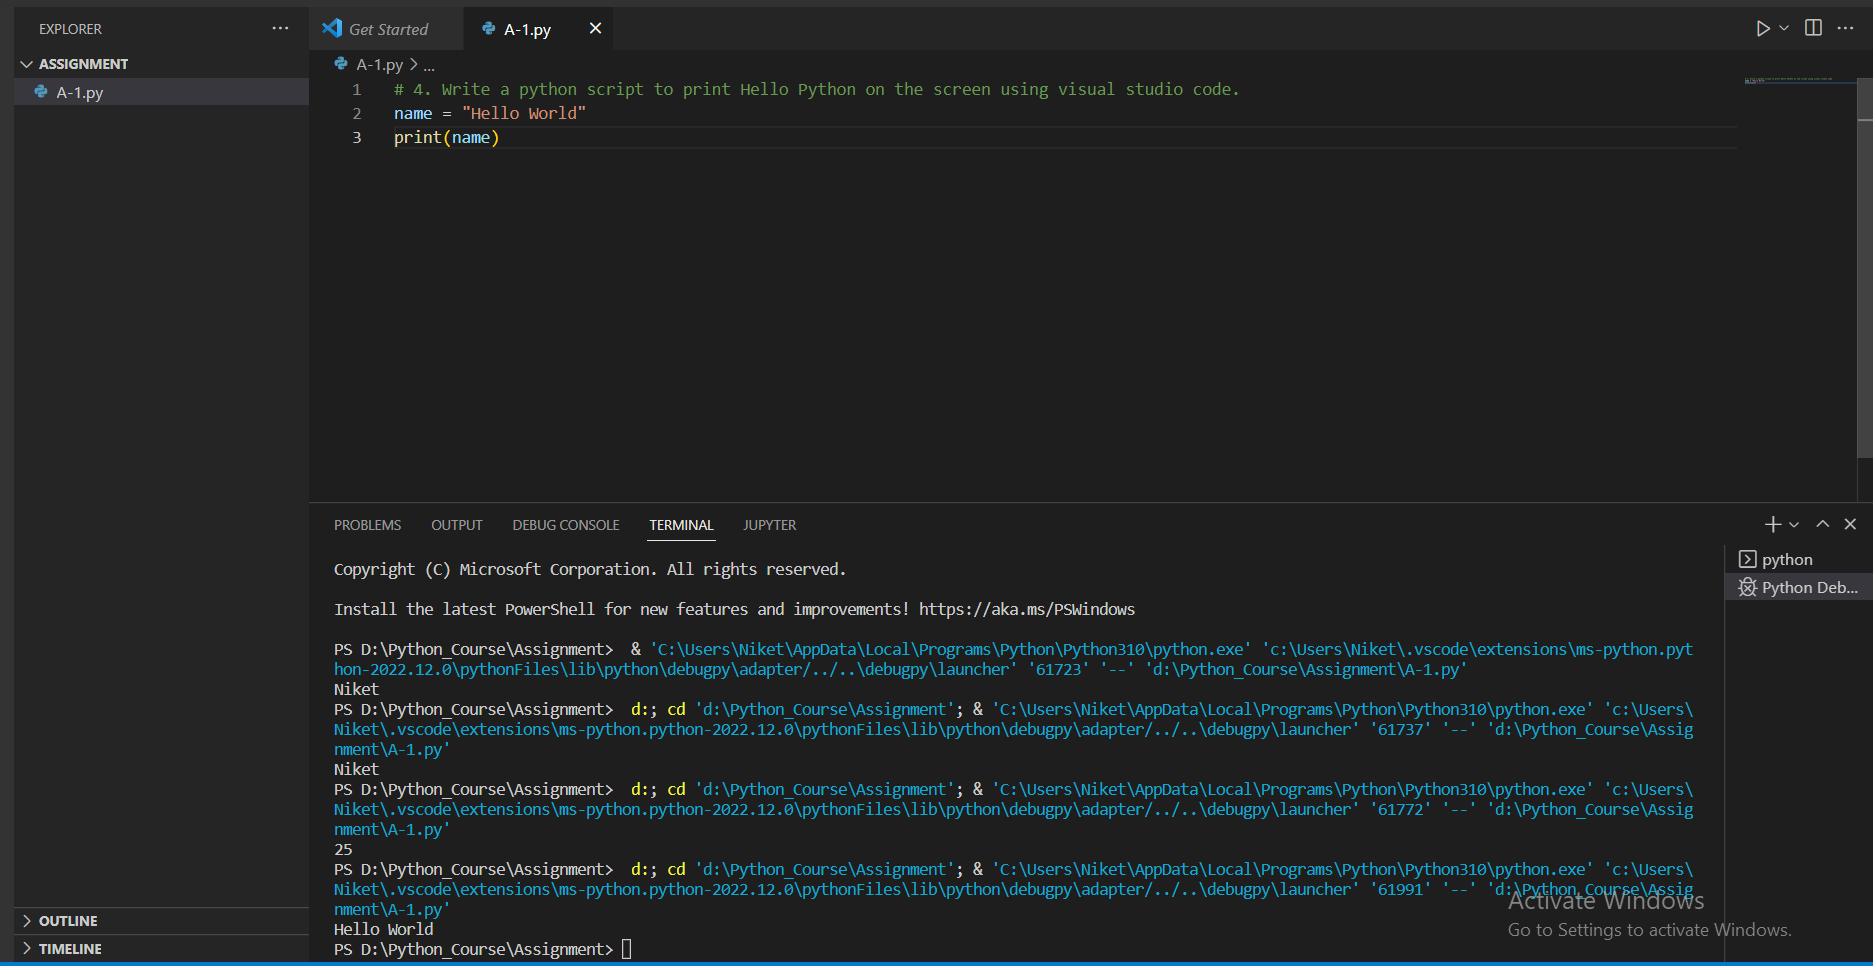 EXPLORER
ASSIGNMENT
A-1.py
OUTLINE
TIMELINE
Get Started
A-1.py
A-1.py > ...
1 # 4. Write a python script to print Hello Python on the screen using visual studio code.
2 name = "Hello World"
3 print(name)
PROBLEMS OUTPUT DEBUG CONSOLE TERMINAL JUPYTER
python
Python Deb...
Copyright (C) Microsoft Corporation. All rights reserved.
Install the latest PowerShell for new features and improvements! https://aka.ms/PSWindows
PS D:\Python_Course\Assignment>  & 'C:\Users\Niket\AppData\Local\Programs\Python\Python310\python.exe' 'c:\Users\Niket\.vscode\extensions\ms-python.pyt
hon-2022.12.0\pythonFiles\lib\python\debugpy\adapter/../..\debugpy\launcher' '61723' '--' 'd:\Python_Course\Assignment\A-1.py'
Niket
PS D:\Python_Course\Assignment>  d:; cd 'd:\Python_Course\Assignment'; & 'C:\Users\Niket\AppData\Local\Programs\Python\Python310\python.exe' 'c:\Users\
Niket\.vscode\extensions\ms-python.python-2022.12.0\pythonFiles\lib\python\debugpy\adapter/../..\debugpy\launcher' '61737' '--' 'd:\Python_Course\Assig
nment\A-1.py'
Niket
PS D:\Python_Course\Assignment>  d:; cd 'd:\Python_Course\Assignment'; & 'C:\Users\Niket\AppData\Local\Programs\Python\Python310\python.exe' 'c:\Users\
Niket\.vscode\extensions\ms-python.python-2022.12.0\pythonFiles\lib\python\debugpy\adapter/../..\debugpy\launcher' '61772' '--' 'd:\Python_Course\Assig
nment\A-1.py'
25
PS D:\Python_Course\Assignment>  d:; cd 'd:\Python_Course\Assignment'; & 'C:\Users\Niket\AppData\Local\Programs\Python\Python310\python.exe' 'c:\Users\
Niket\.vscode\extensions\ms-python.python-2022.12.0\pythonFiles\lib\python\debugpy\adapter/../..\debugpy\launcher' '61991' '--' 'd:\Python_Course\Assig
nment\A-1.py'
Hello World
PS D:\Python_Course\Assignment>
Activate Windows
Go to Settings to activate Windows.